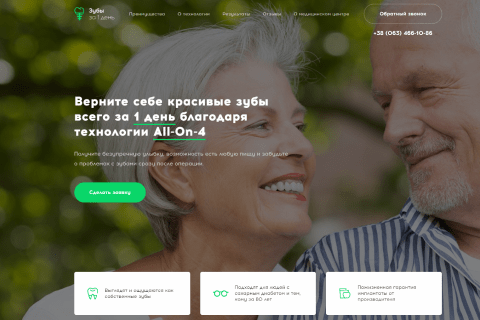 Зубы
за 1 день
Преимущества
О технологии
Результаты
Отзывы
О медицинском центре
Обратный звонок
+38 (063) 466-10-86
Верните себе красивые зубы
всего за 1 день благодаря
технологии All-On-4
Получите безупречную улыбку, возможность есть любую пищу и забудьте
о проблемах с зубами сразу после операции
Сделать заявку
Выглядят и ощущаются как
собственные зубы
Подходят для людей с
сахарным диабетом и тем,
кому за 80 лет
Пожизненная гарантия
импланты от
производителя